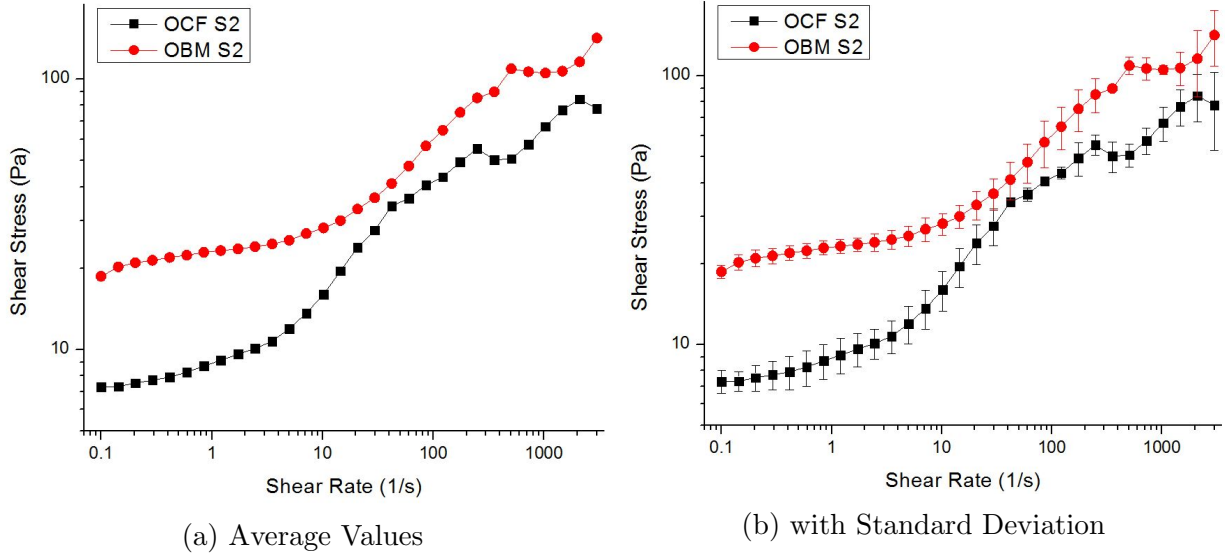 OCF S2
OBM S2
100
10
Shear Stress (Pa)
0.1
1
10
100
1000
Shear Rate (1/s)
(a) Average Values
OCF S2
OBM S2
100
10
Shear Stress (Pa)
0.1
1
10
100
1000
Shear Rate (1/s)
(b) with Standard Deviation